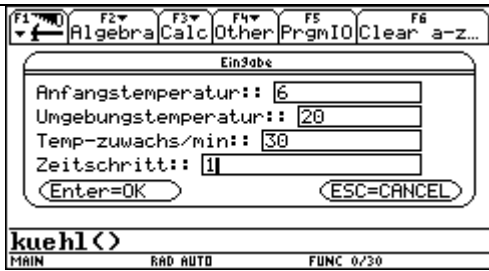 F1 F2 F3 F4 F5 F6
Algebra Calc Other PrgmIO Clear a-z…
Eingabe
Anfangstemperatur:: 6
Umgebungstemperatur:: 20
Temp-zuwachs/min:: 30
Zeitschritt:: 1
Enter=OK ESC=CANCEL
kuehl()
MAIN RAD AUTO FUNC 0/30